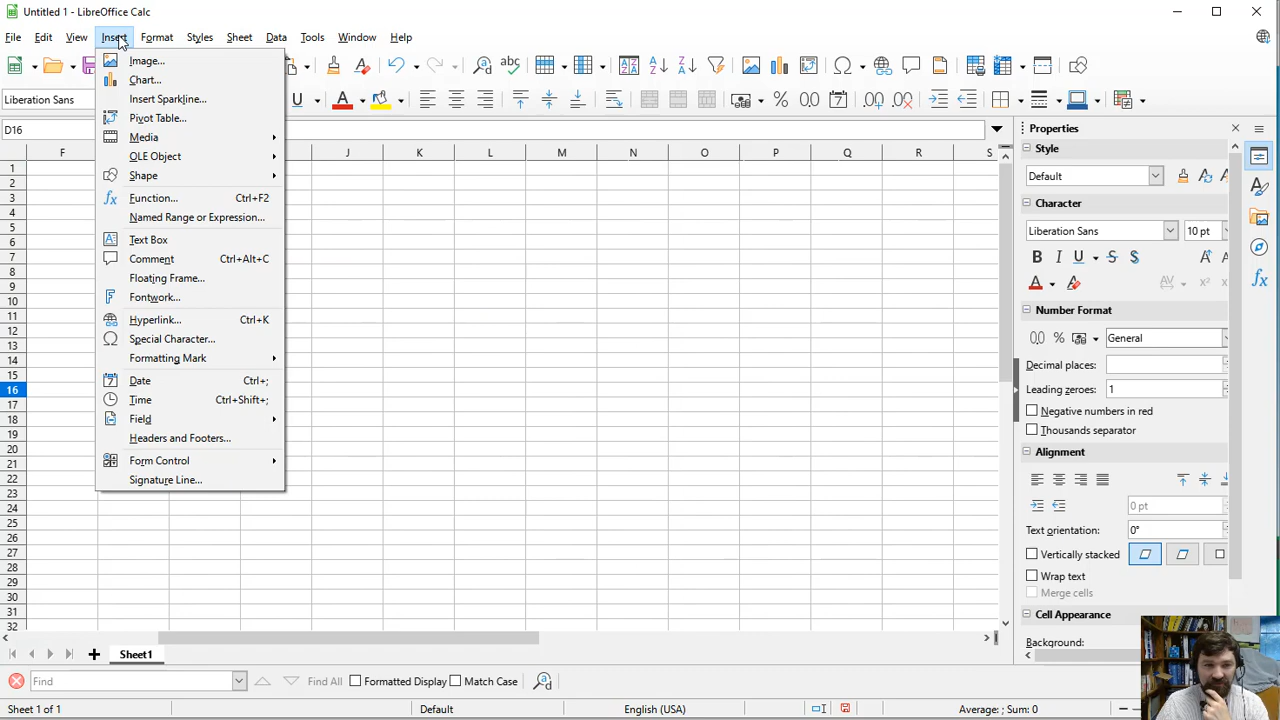 Untitled 1 - LibreOffice Calc
File Edit View Insert Format Styles Sheet Data Tools Window Help
Liberation Sans
D16
F J K L M N O P Q R S
Image...
Chart...
Insert Sparkline...
Pivot Table...
Media
OLE Object
Shape
Function... Ctrl+F2
Named Range or Expression...
Text Box
Comment Ctrl+Alt+C
Floating Frame...
Fontwork...
Hyperlink... Ctrl+K
Special Character...
Formatting Mark
Date Ctrl+;
Time Ctrl+Shift+;
Field
Headers and Footers...
Form Control
Signature Line...
1
2
3
4
5
6
7
8
9
10
11
12
13
14
15
16
17
18
19
20
21
22
23
24
25
26
27
28
29
30
31
32
Properties
Style
Default
Character
Liberation Sans 10 pt
Number Format
General
Decimal places:
Leading zeroes: 1
Negative numbers in red
Thousands separator
Alignment
0 pt
Text orientation: 0°
Vertically stacked
Wrap text
Merge cells
Cell Appearance
Background:
Sheet1
Find Find All Formatted Display Match Case
Sheet 1 of 1 Default English (USA) Average: ; Sum: 0